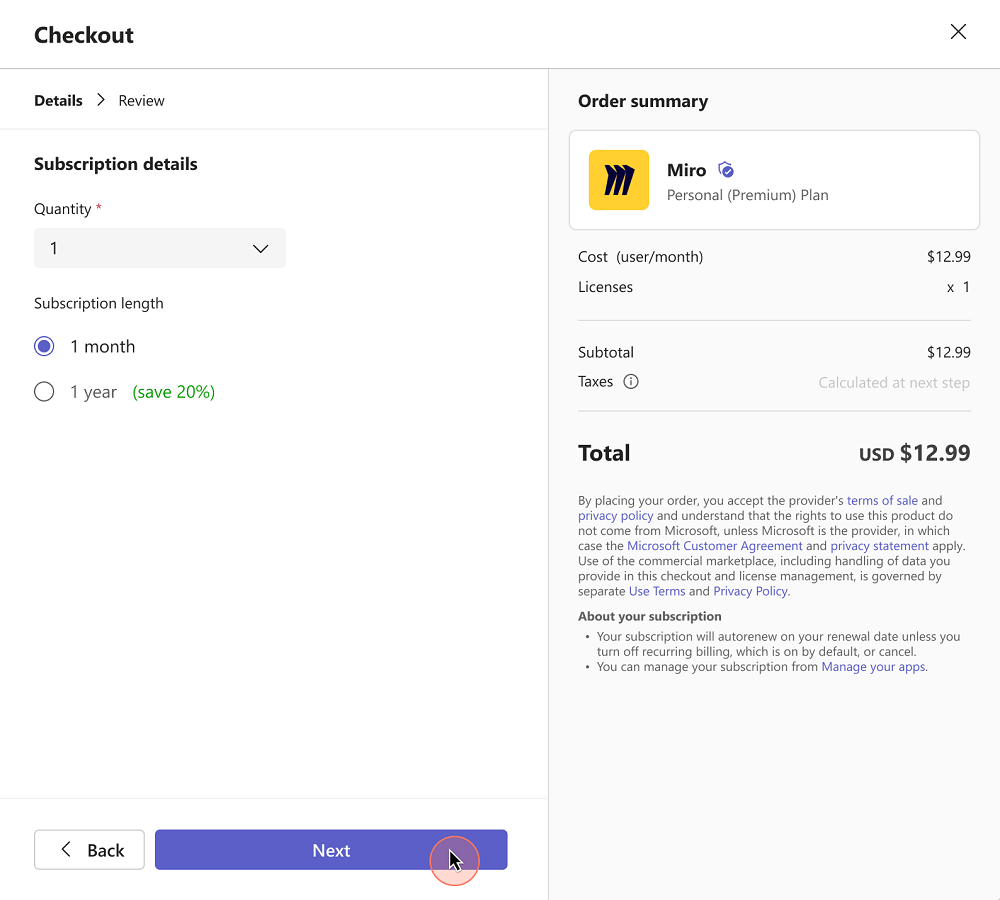 Checkout
Details > Review
Subscription details
Quantity *
1
Subscription length
1 month
1 year (save 20%)
Back
Next
Order summary
Miro
Personal (Premium) Plan
Cost (user/month) $12.99
Licenses x 1
Subtotal $12.99
Taxes Calculated at next step
Total USD $12.99
By placing your order, you accept the provider's terms of sale and
privacy policy and understand that the rights to use this product do
not come from Microsoft, unless Microsoft is the provider, in which
case the Microsoft Customer Agreement and privacy statement apply.
Use of the commercial marketplace, including handling of data you
provide in this checkout and license management, is governed by
separate Use Terms and Privacy Policy.
About your subscription
• Your subscription will autorenew on your renewal date unless you
turn off recurring billing, which is on by default, or cancel.
• You can manage your subscription from Manage your apps.